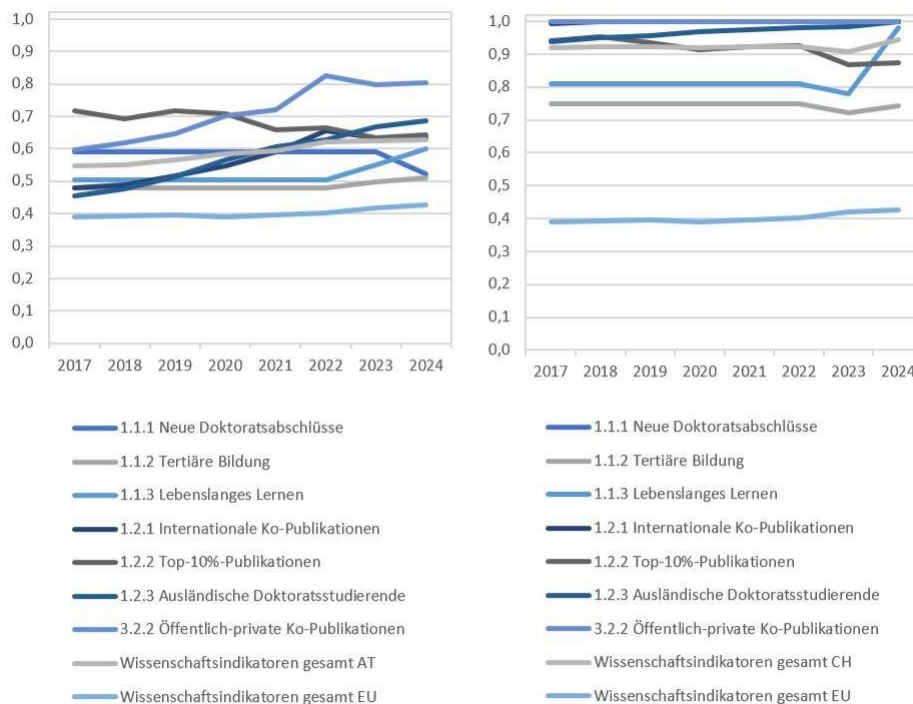 1,0
0,9
0,8
0,7
0,6
0,5
0,4
0,3
0,2
0,1
0,0
2017 2018 2019 2020 2021 2022 2023 2024
1.1.1 Neue Doktoratsabschlüsse
1.1.2 Tertiäre Bildung
1.1.3 Lebenslanges Lernen
1.2.1 Internationale Ko-Publikationen
1.2.2 Top-10%-Publikationen
1.2.3 Ausländische Doktoratsstudierende
3.2.2 Öffentlich-private Ko-Publikationen
Wissenschaftsindikatoren gesamt AT
Wissenschaftsindikatoren gesamt EU
1,0
0,9
0,8
0,7
0,6
0,5
0,4
0,3
0,2
0,1
0,0
2017 2018 2019 2020 2021 2022 2023 2024
1.1.1 Neue Doktoratsabschlüsse
1.1.2 Tertiäre Bildung
1.1.3 Lebenslanges Lernen
1.2.1 Internationale Ko-Publikationen
1.2.2 Top-10%-Publikationen
1.2.3 Ausländische Doktoratsstudierende
3.2.2 Öffentlich-private Ko-Publikationen
Wissenschaftsindikatoren gesamt CH
Wissenschaftsindikatoren gesamt EU